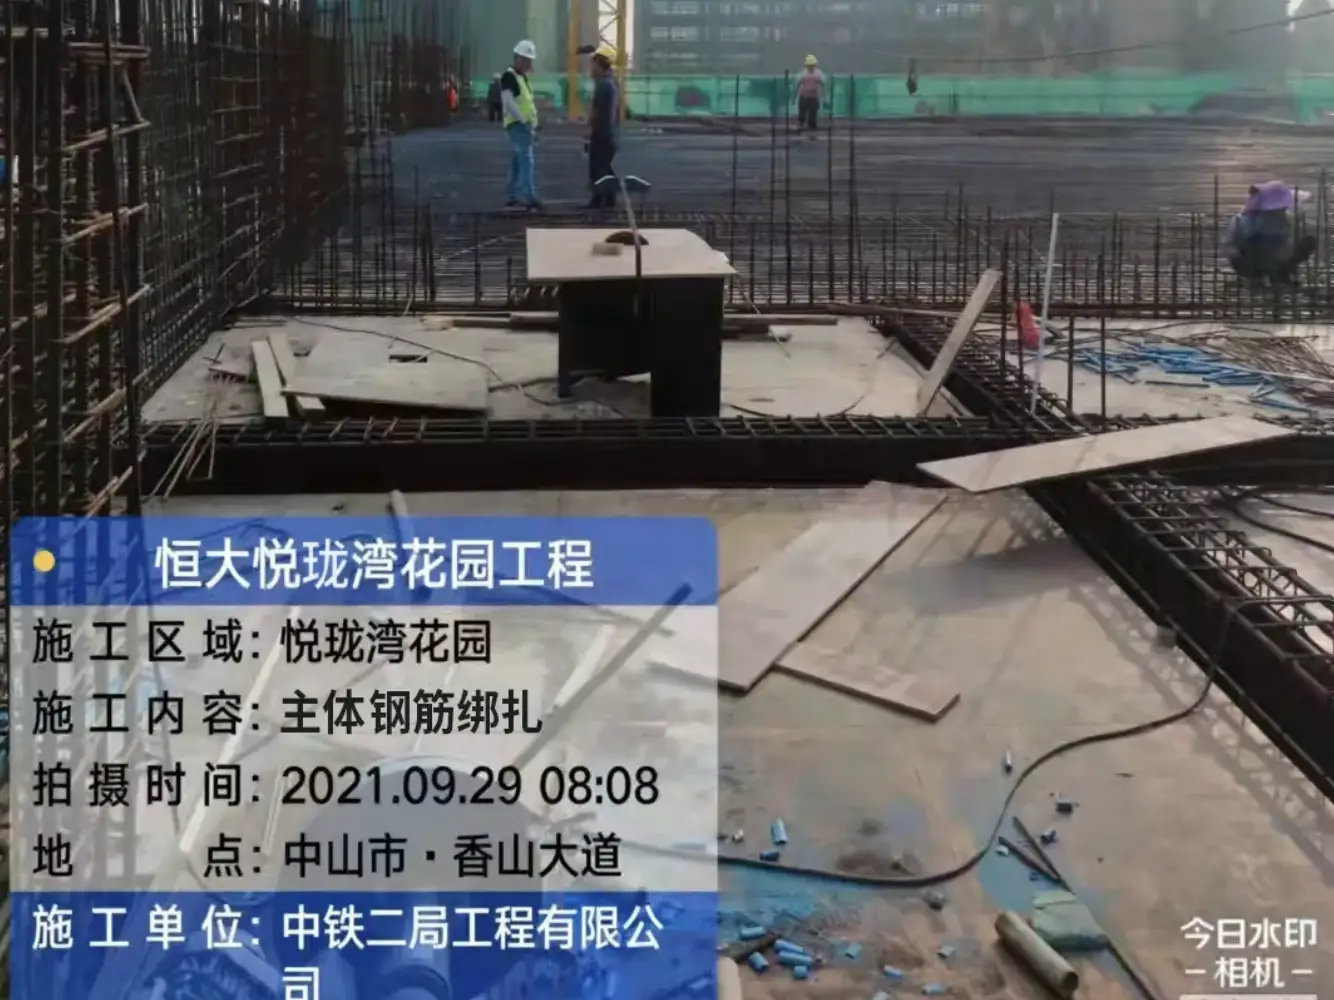 恒大悦珑湾花园工程
施工区域：悦珑湾花园
施工内容：主体钢筋绑扎
拍摄时间：2021.09.29 08:08
地点：中山市·香山大道
施工单位：中铁二局工程有限公
司
今日水印
－相机－